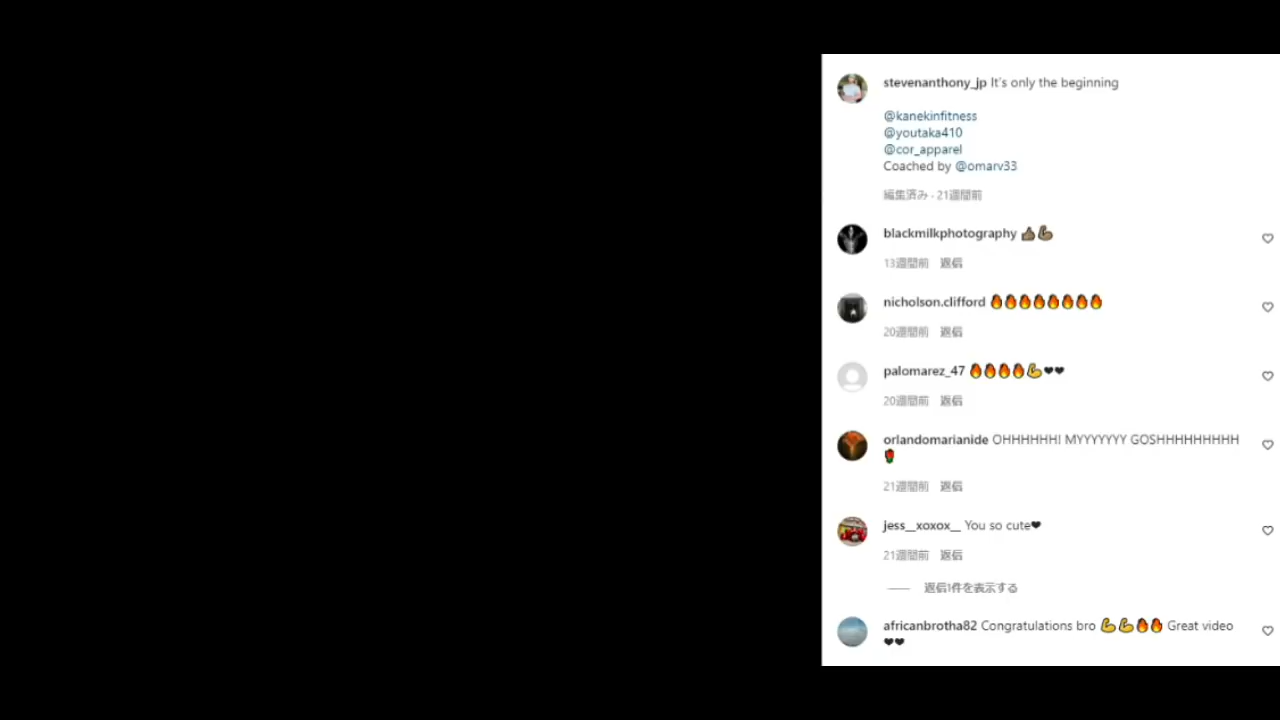 stevenanthony_jp It's only the beginning
@kanekinfitness
@youtaka410
@cor_apparel
Coached by @omarv33
編集済み · 21週間前
blackmilkphotography 👍🏽💪🏽
13週間前 返信
nicholson.clifford 🔥🔥🔥🔥🔥🔥🔥🔥
20週間前 返信
palomarez_47 🔥🔥🔥🔥💪❤❤
20週間前 返信
orlandomarianide OHHHHHH! MYYYYYYY GOSHHHHHHHHH
🌹
21週間前 返信
jess__xoxox__ You so cute❤
21週間前 返信
返信1件を表示する
africanbrotha82 Congratulations bro 💪💪🔥🔥 Great video
❤❤